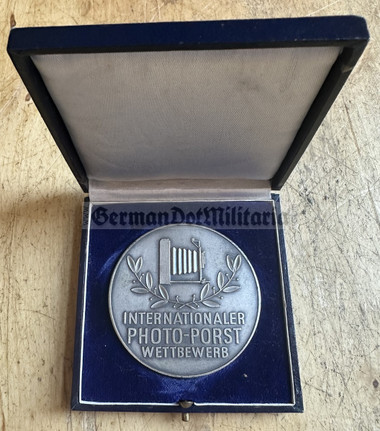 GermanDotMilitaria
INTERNATIONALER
PHOTO-PORST
WETTBEWERB